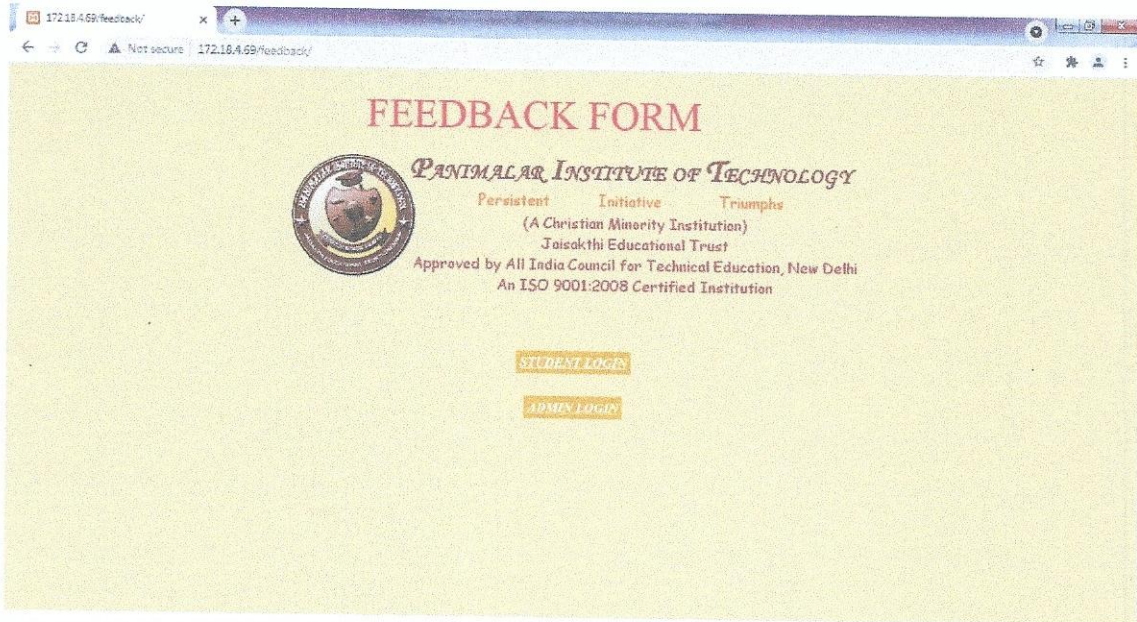 172.18.4.69/feedback/
Not secure 172.18.4.69/feedback/
FEEDBACK FORM
PANIMALAR INSTITUTE OF TECHNOLOGY
Persistent Initiative Triumphs
(A Christian Minority Institution)
Jaisakthi Educational Trust
Approved by All India Council for Technical Education, New Delhi
An ISO 9001:2008 Certified Institution
STUDENT LOGIN
ADMIN LOGIN